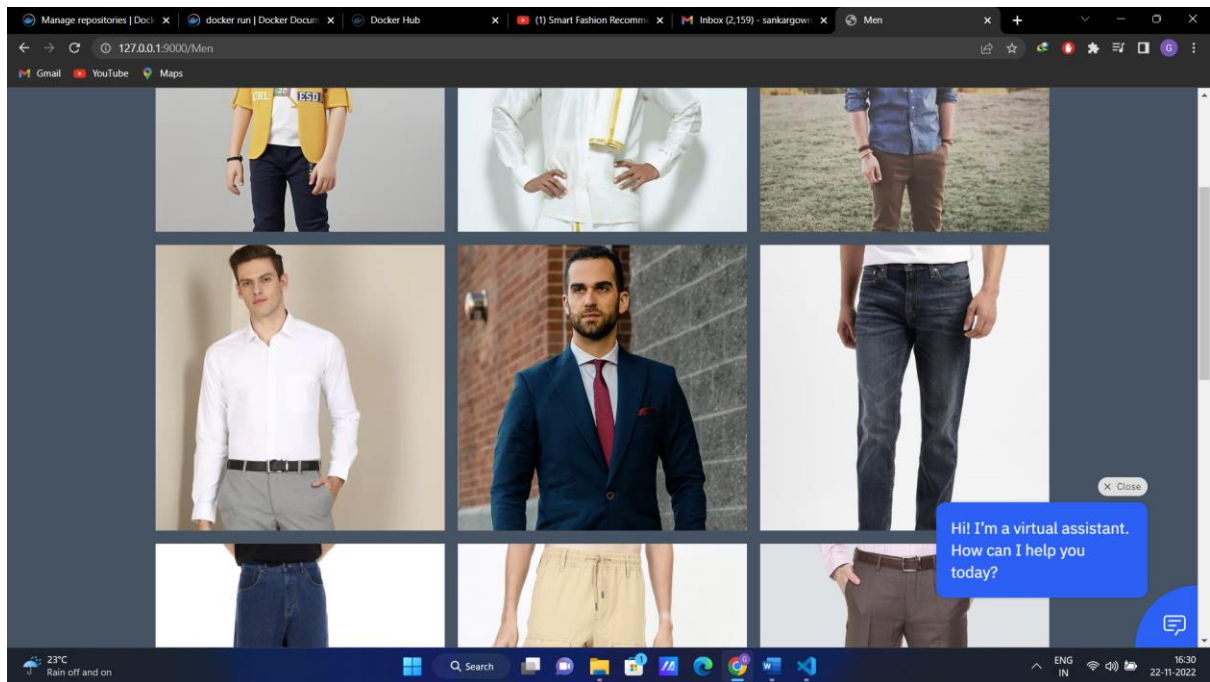 Manage repositories | Dock
docker run | Docker Docum
Docker Hub
(1) Smart Fashion Recomme
Inbox (2,159) - sankargown
Men
127.0.0.1:9000/Men
G
Gmail
YouTube
Maps
ESD
× Close
Hi! I'm a virtual assistant.
How can I help you
today?
23°C
Rain off and on
Search
ENG
IN
16:30
22-11-2022